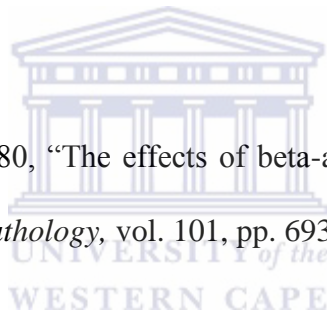 80, “The effects of beta-a
athology, vol. 101, pp. 693
UNIVERSITY of the
WESTERN CAPE